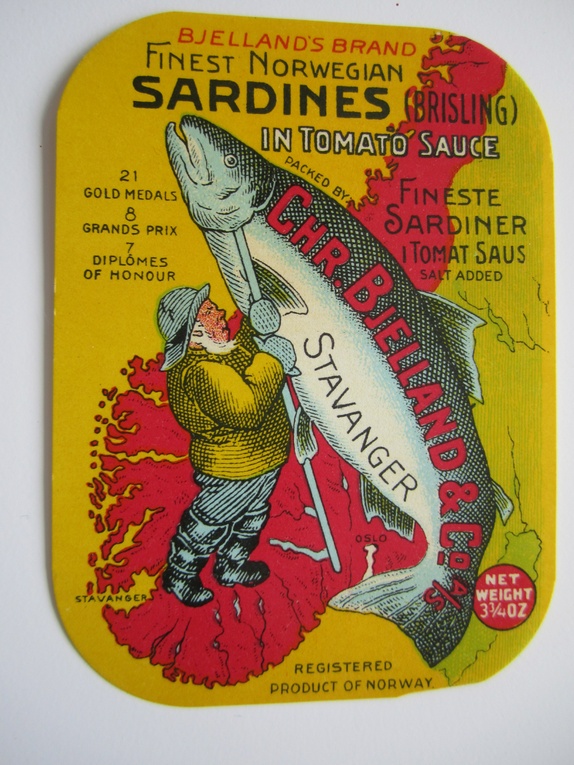 BJELLAND'S BRAND
FINEST NORWEGIAN
SARDINES (BRISLING)
IN TOMATO SAUCE
PACKED BY
21
GOLD MEDALS
8
GRANDS PRIX
7
DIPLÓMES
OF HONOUR
FINESTE
SARDINER
I TOMAT SAUS
SALT ADDED
CHR. BJELLAND & CO. A/S
STAVANGER
OSLO
STAVANGER
NET
WEIGHT
3¾ OZ
REGISTERED
PRODUCT OF NORWAY.